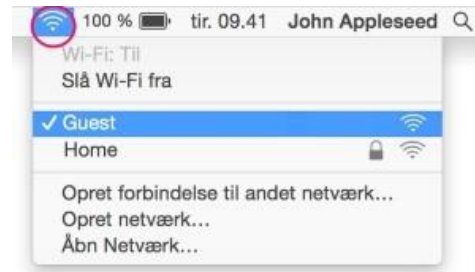 100 % tir. 09.41 John Appleseed
Wi-Fi: Til
Slå Wi-Fi fra
✓ Guest
Home
Opret forbindelse til andet netværk...
Opret netværk...
Åbn Netværk...